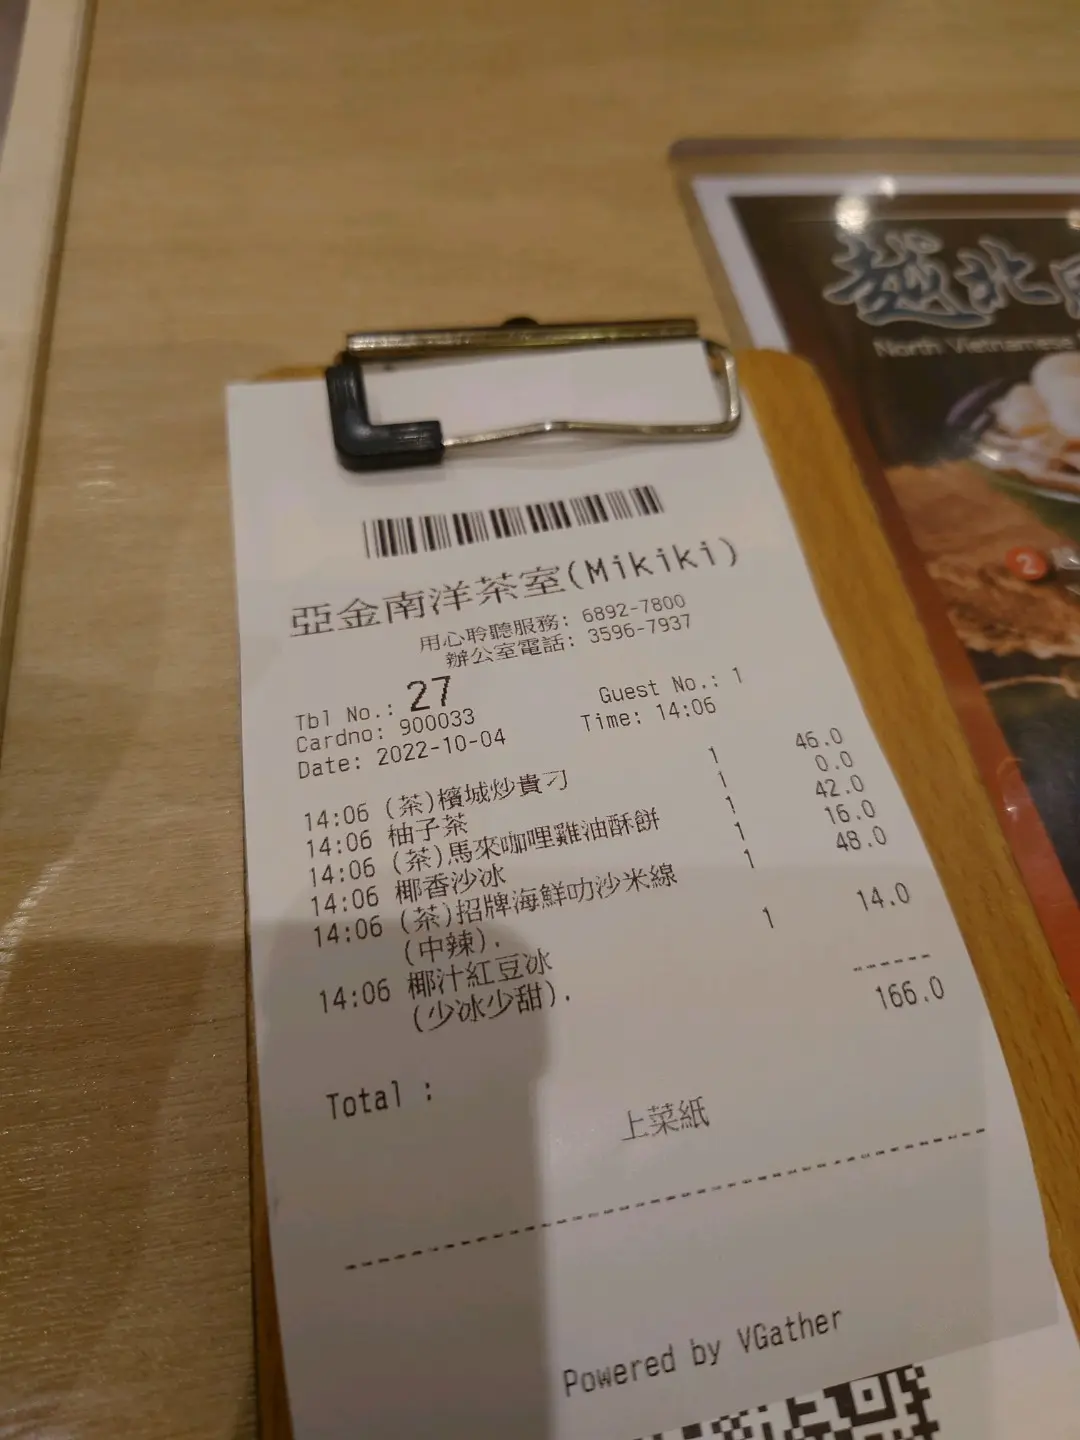 越北
North Vietnamese
2
亞金南洋茶室(Mikiki)
用心聆聽服務: 6892-7800
辦公室電話: 3596-7937
Tbl No.: 27
Guest No.: 1
Cardno: 900033
Date: 2022-10-04 Time: 14:06
14:06 (茶)檳城炒貴刁 1 46.0
14:06 柚子茶 1 0.0
14:06 (茶)馬來咖哩雞油酥餅 1 42.0
14:06 椰香沙冰 1 16.0
14:06 (茶)招牌海鮮叻沙米線 1 48.0
(中辣).
14:06 椰汁紅豆冰 1 14.0
(少冰少甜).
------
166.0
Total :
上菜紙
Powered by VGather